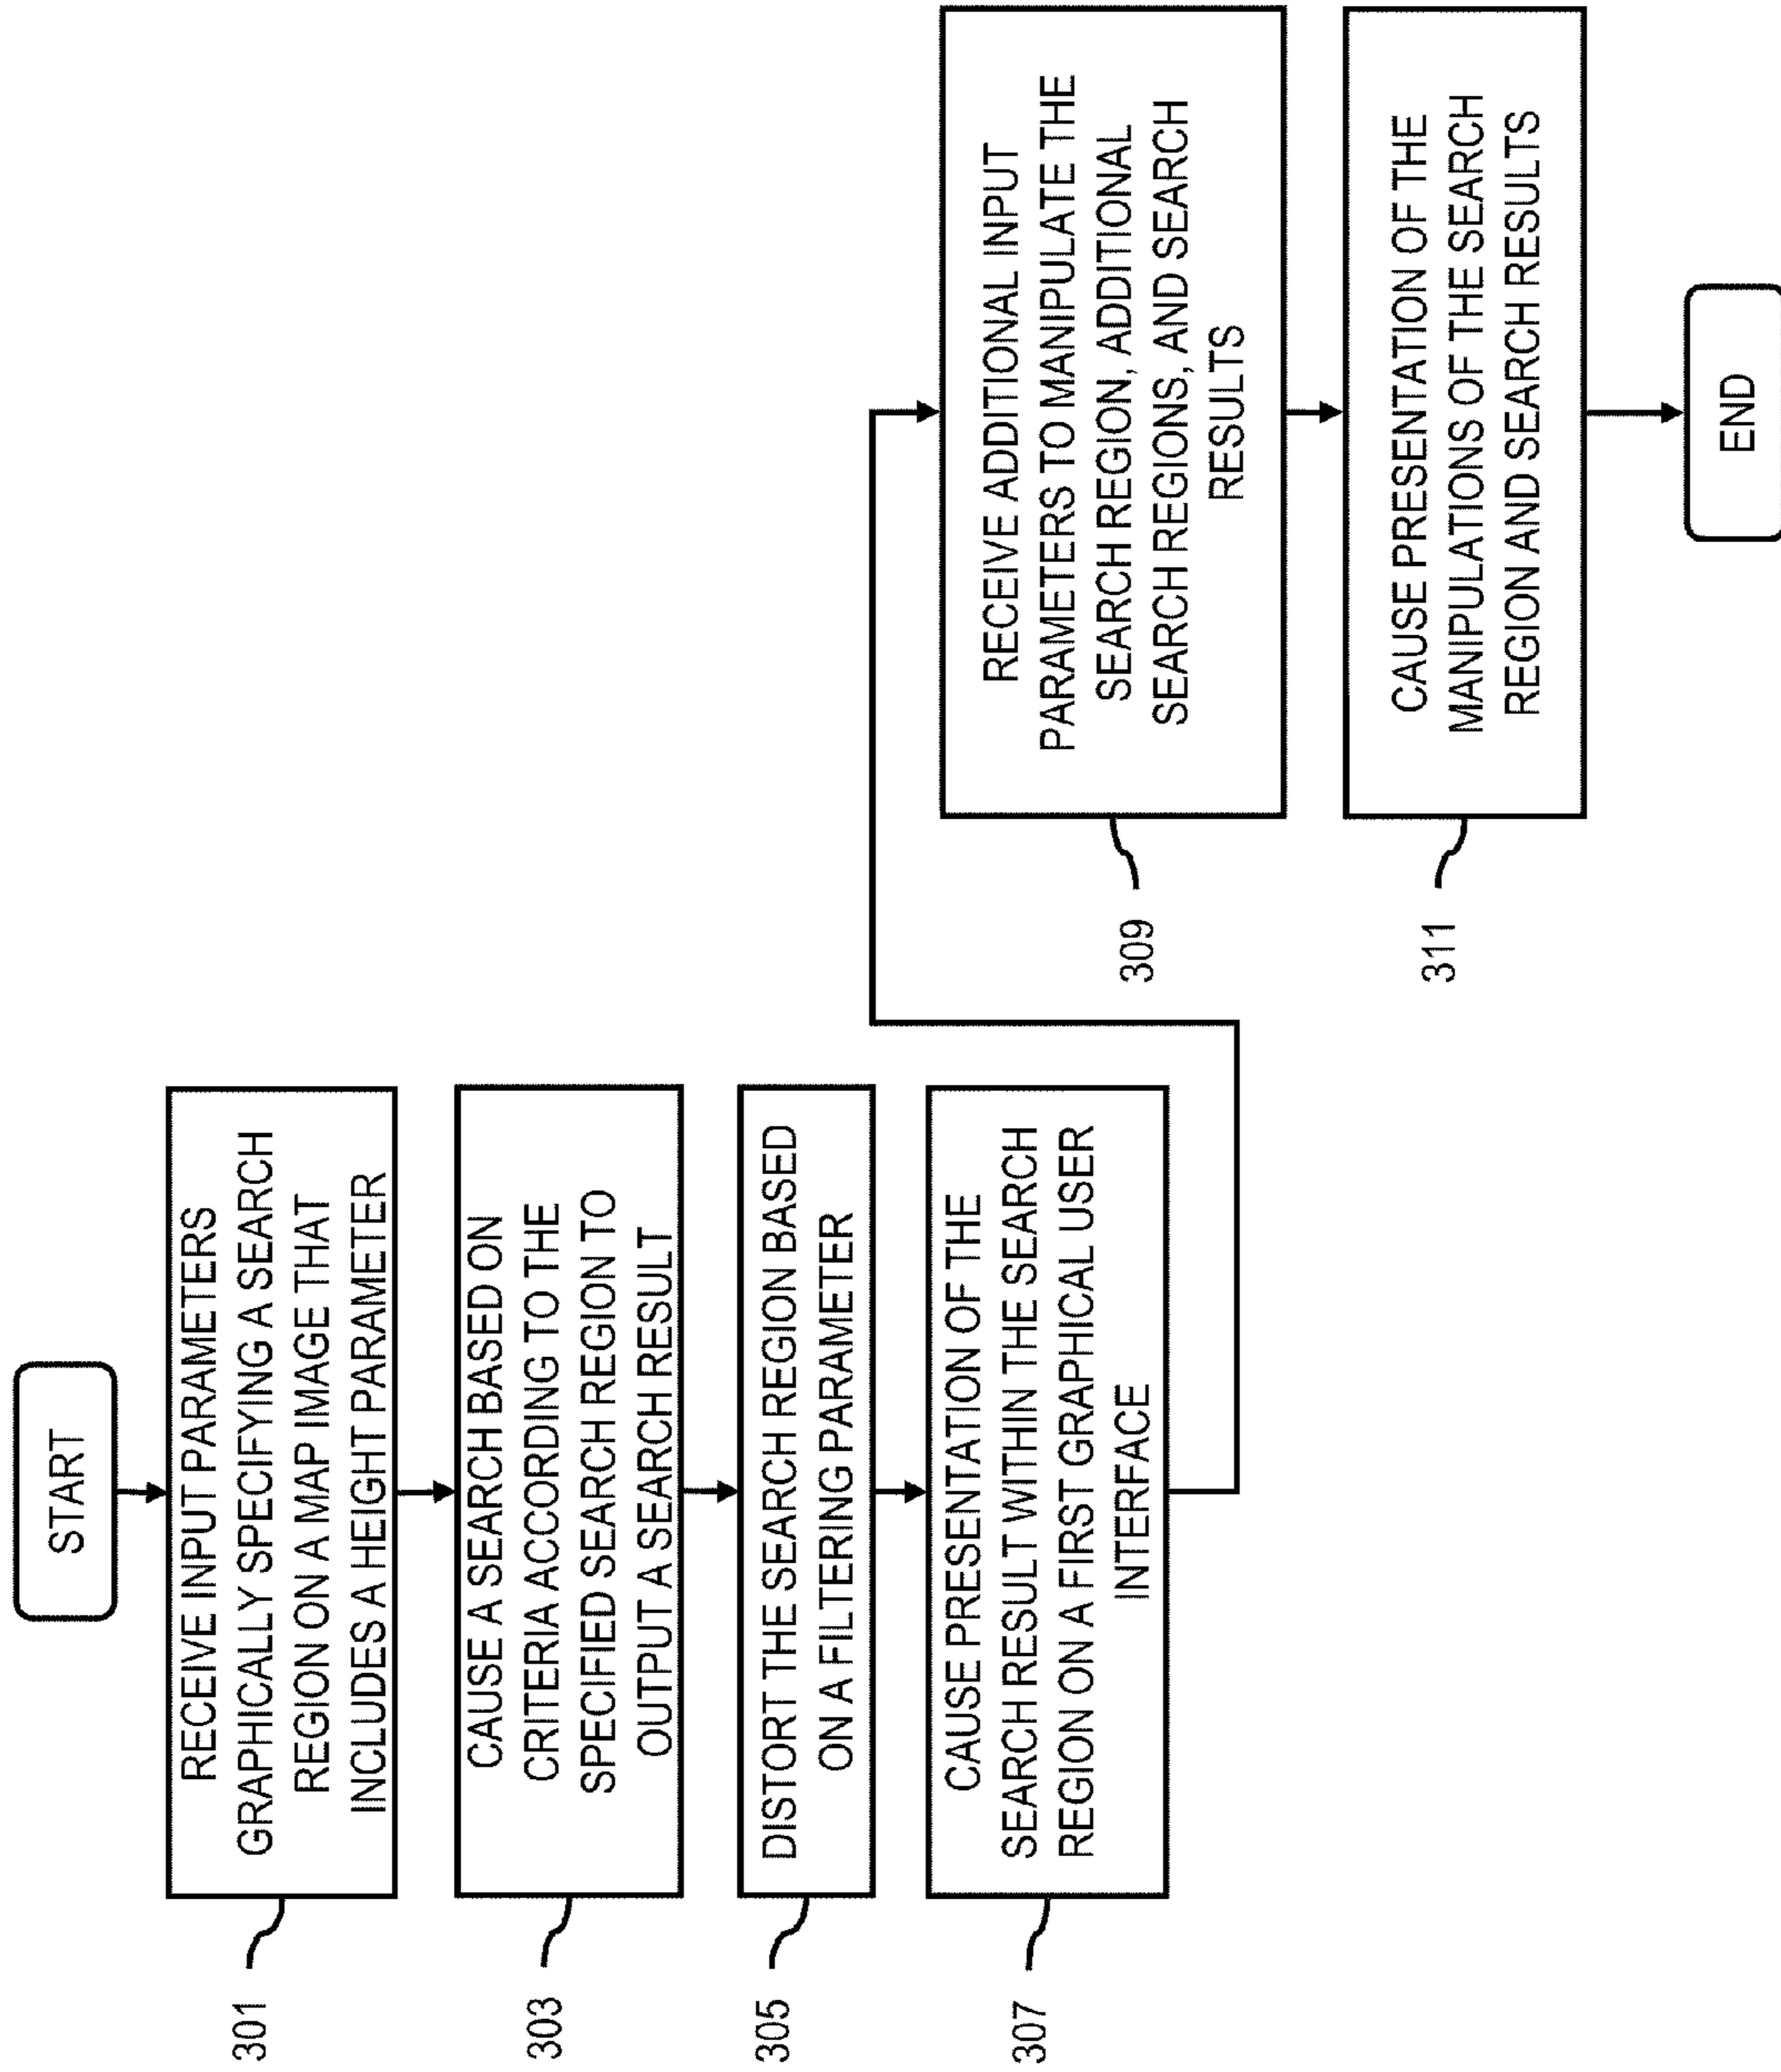 START
RECEIVE INPUT PARAMETERS
GRAPHICALLY SPECIFYING A SEARCH
REGION ON A MAP IMAGE THAT
INCLUDES A HEIGHT PARAMETER
301
CAUSE A SEARCH BASED ON
CRITERIA ACCORDING TO THE
SPECIFIED SEARCH REGION TO
OUTPUT A SEARCH RESULT
303
DISTORT THE SEARCH REGION BASED
ON A FILTERING PARAMETER
305
CAUSE PRESENTATION OF THE
SEARCH RESULT WITHIN THE SEARCH
REGION ON A FIRST GRAPHICAL USER
INTERFACE
307
RECEIVE ADDITIONAL INPUT
PARAMETERS TO MANIPULATE THE
SEARCH REGION, ADDITIONAL
SEARCH REGIONS, AND SEARCH
RESULTS
309
CAUSE PRESENTATION OF THE
MANIPULATIONS OF THE SEARCH
REGION AND SEARCH RESULTS
311
END